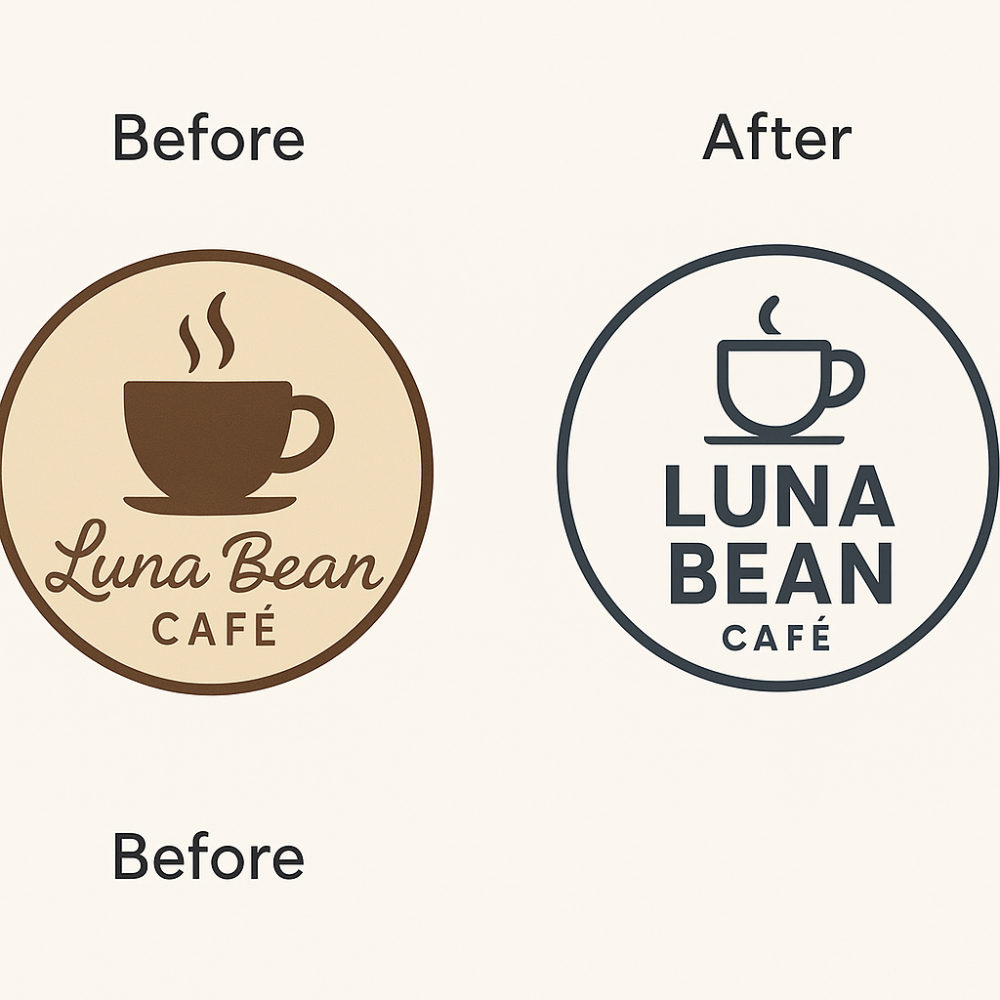 Before
After
Luna Bean
CAFÉ
LUNA
BEAN
CAFÉ
Before